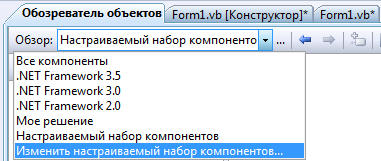 Обозреватель объектов Form1.vb [Конструктор]* Form1.vb*
Обзор: Настраиваемый набор компоненто ...
Все компоненты
.NET Framework 3.5
.NET Framework 3.0
.NET Framework 2.0
Мое решение
Настраиваемый набор компонентов
Изменить настраиваемый набор компонентов...